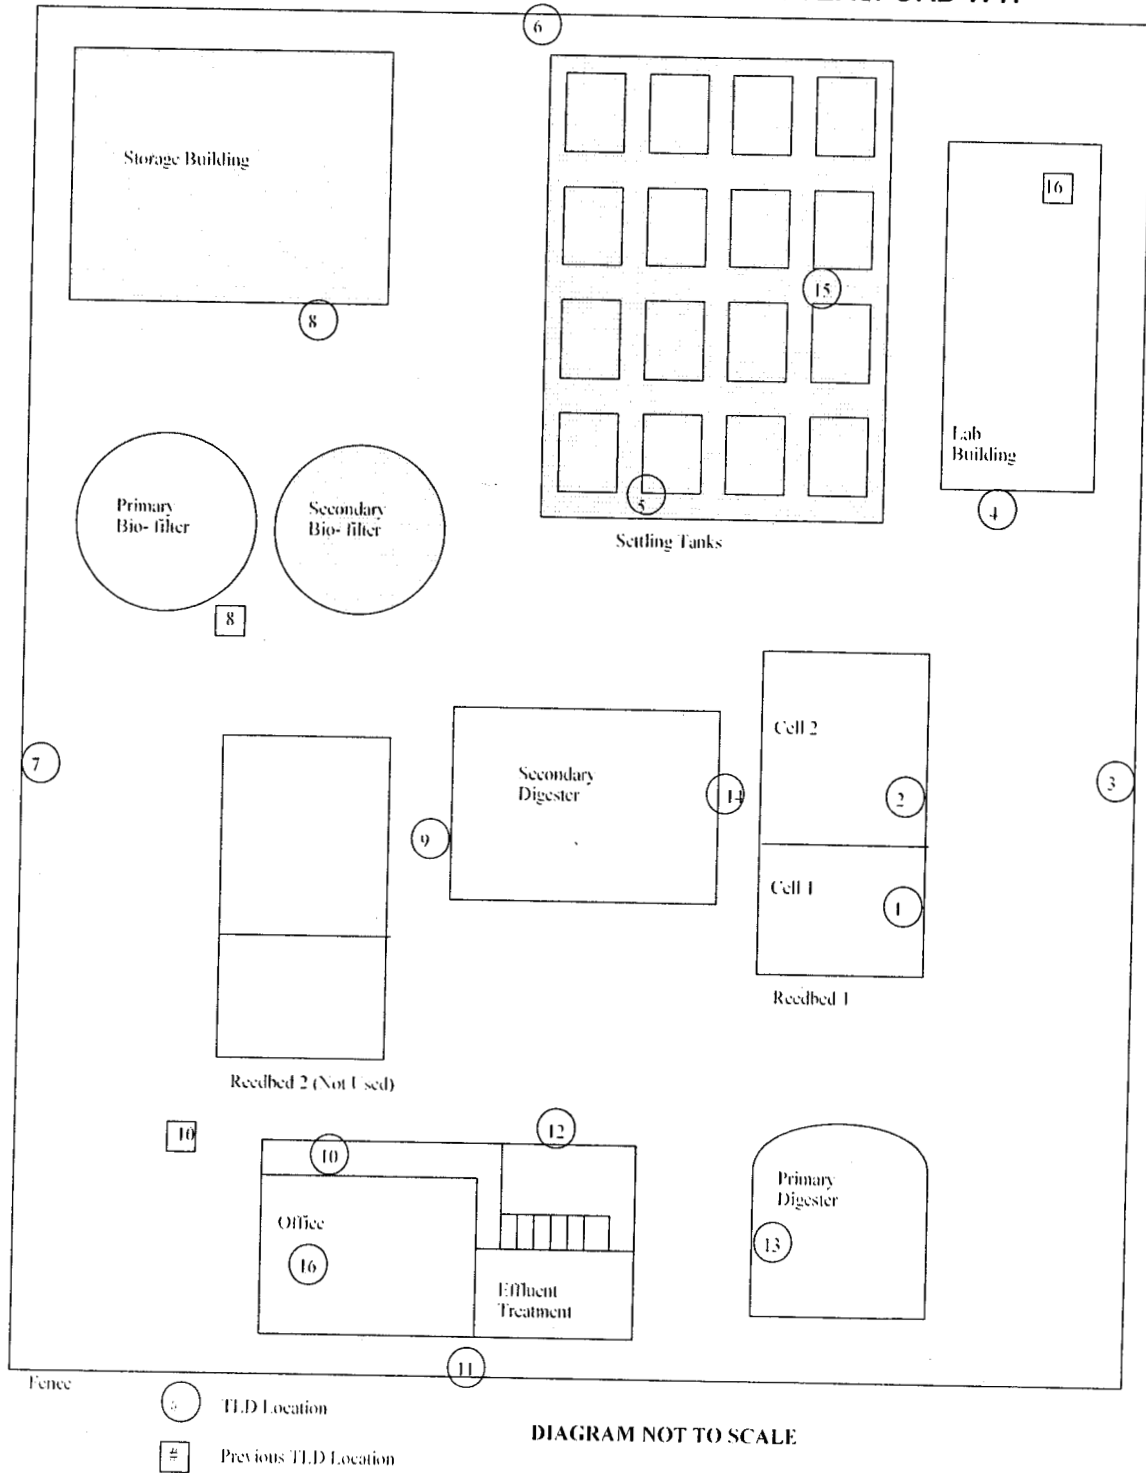 6
Storage Building
16
15
8
Lab
Building
Primary
Bio- filter
Secondary
Bio- filter
5
4
Settling Tanks
8
Cell 2
7
Secondary
Digester
14
2
3
9
Cell 1
1
Reedbed 1
Reedbed 2 (Not Used)
10
12
10
Primary
Digester
Office
13
16
Effluent
Treatment
11
Fence
TLD Location
DIAGRAM NOT TO SCALE
#
Previous TLD Location